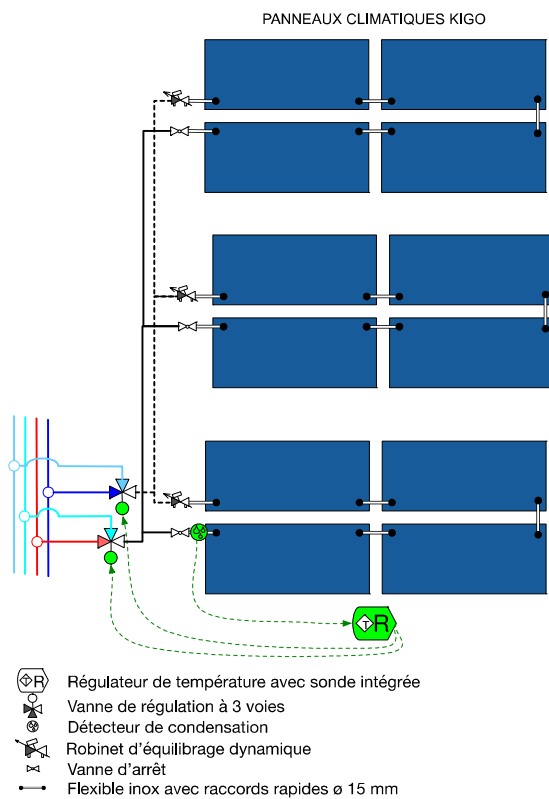 PANNEAUX CLIMATIQUES KIGO
T R
T R
Régulateur de température avec sonde intégrée
Vanne de régulation à 3 voies
Détecteur de condensation
Robinet d'équilibrage dynamique
Vanne d'arrêt
Flexible inox avec raccords rapides ø 15 mm